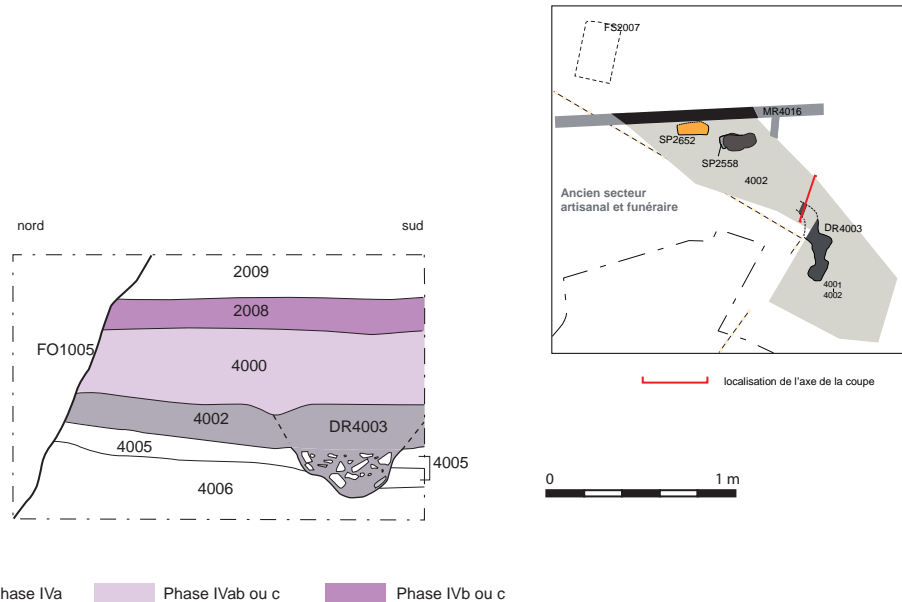 FS2007
MR4016
SP2652
SP2558
4002
Ancien secteur
artisanal et funéraire
DR4003
4001
4002
localisation de l'axe de la coupe
nord
sud
2009
2008
FO1005
4000
4002
DR4003
4005
4005
4006
0
1 m
hase IVa
Phase IVab ou c
Phase IVb ou c